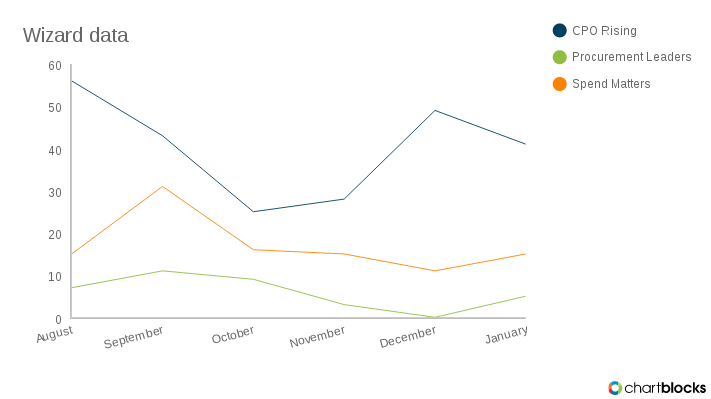 Wizard data
CPO Rising
Procurement Leaders
Spend Matters
60
50
40
30
20
10
0
August
September
October
November
December
January
chartblocks